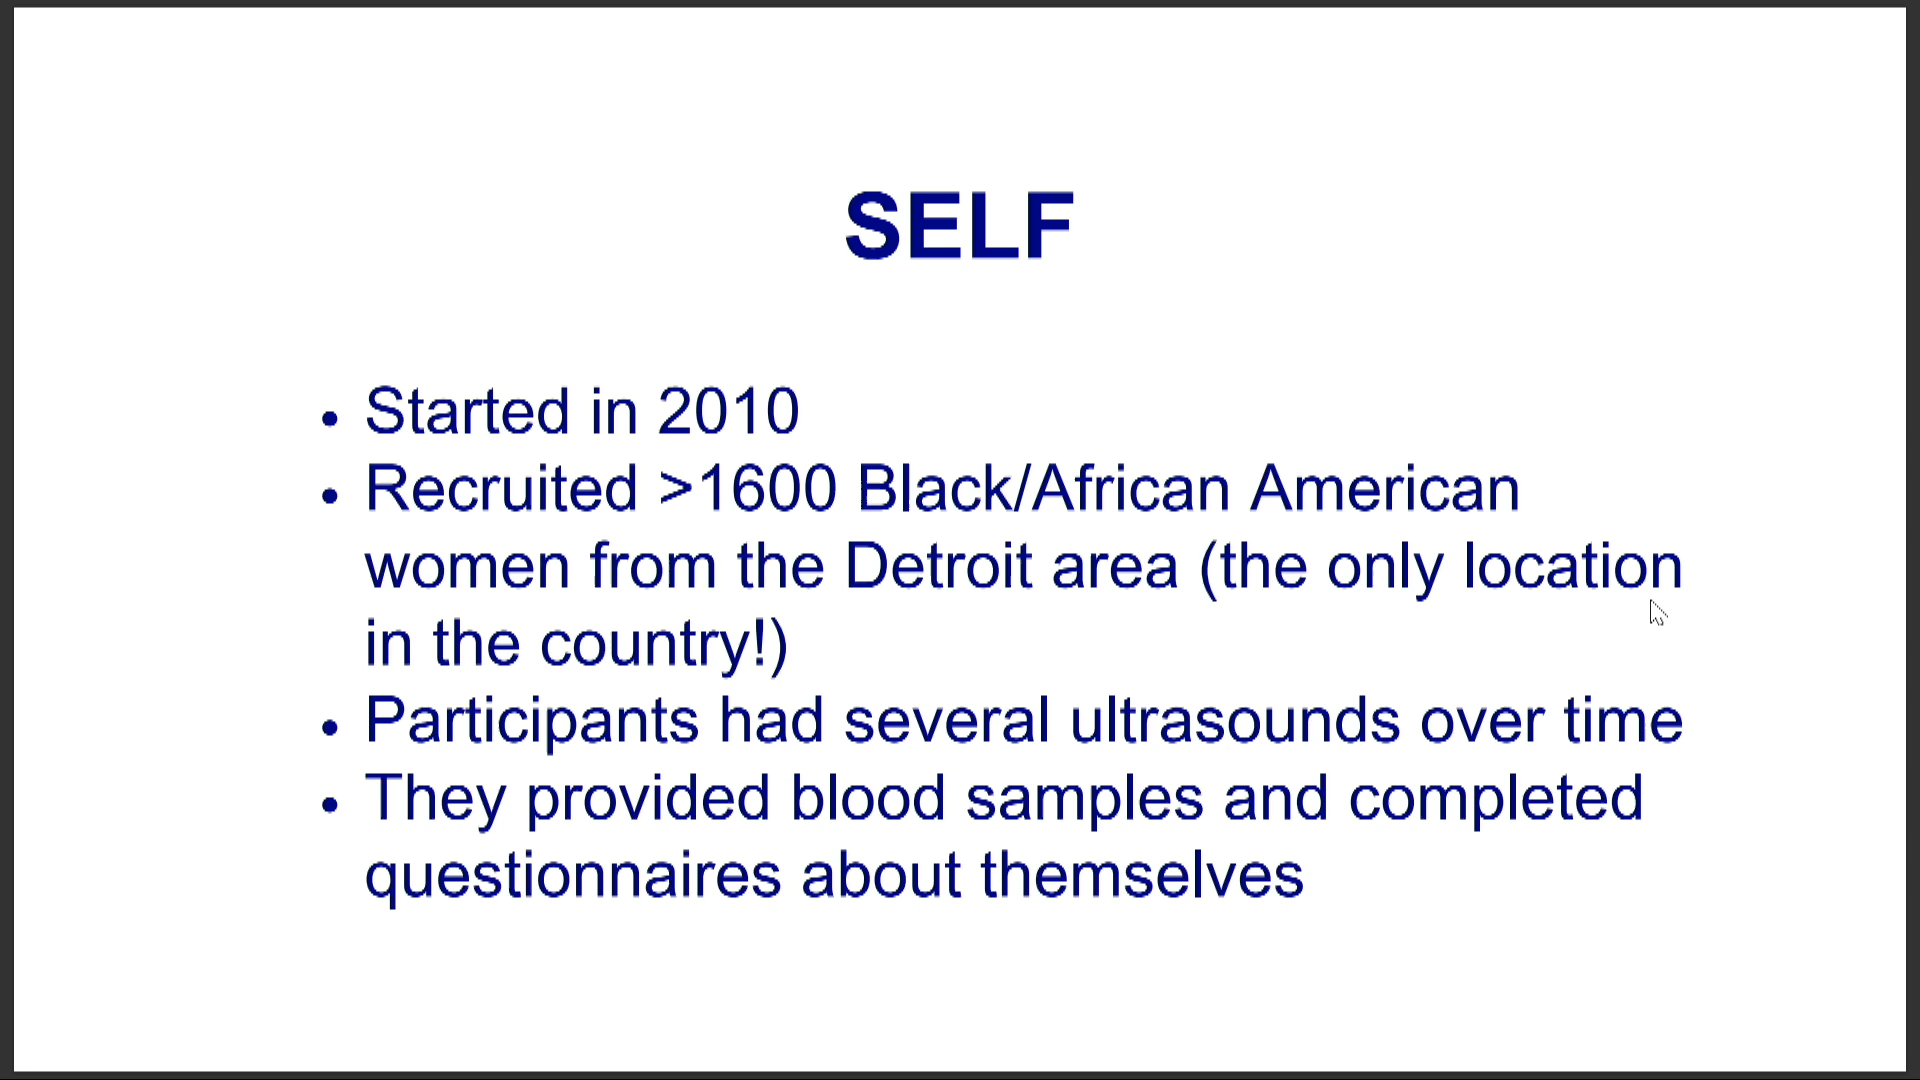 SELF
• Started in 2010
• Recruited >1600 Black/African American
women from the Detroit area (the only location
in the country!)
• Participants had several ultrasounds over time
• They provided blood samples and completed
questionnaires about themselves